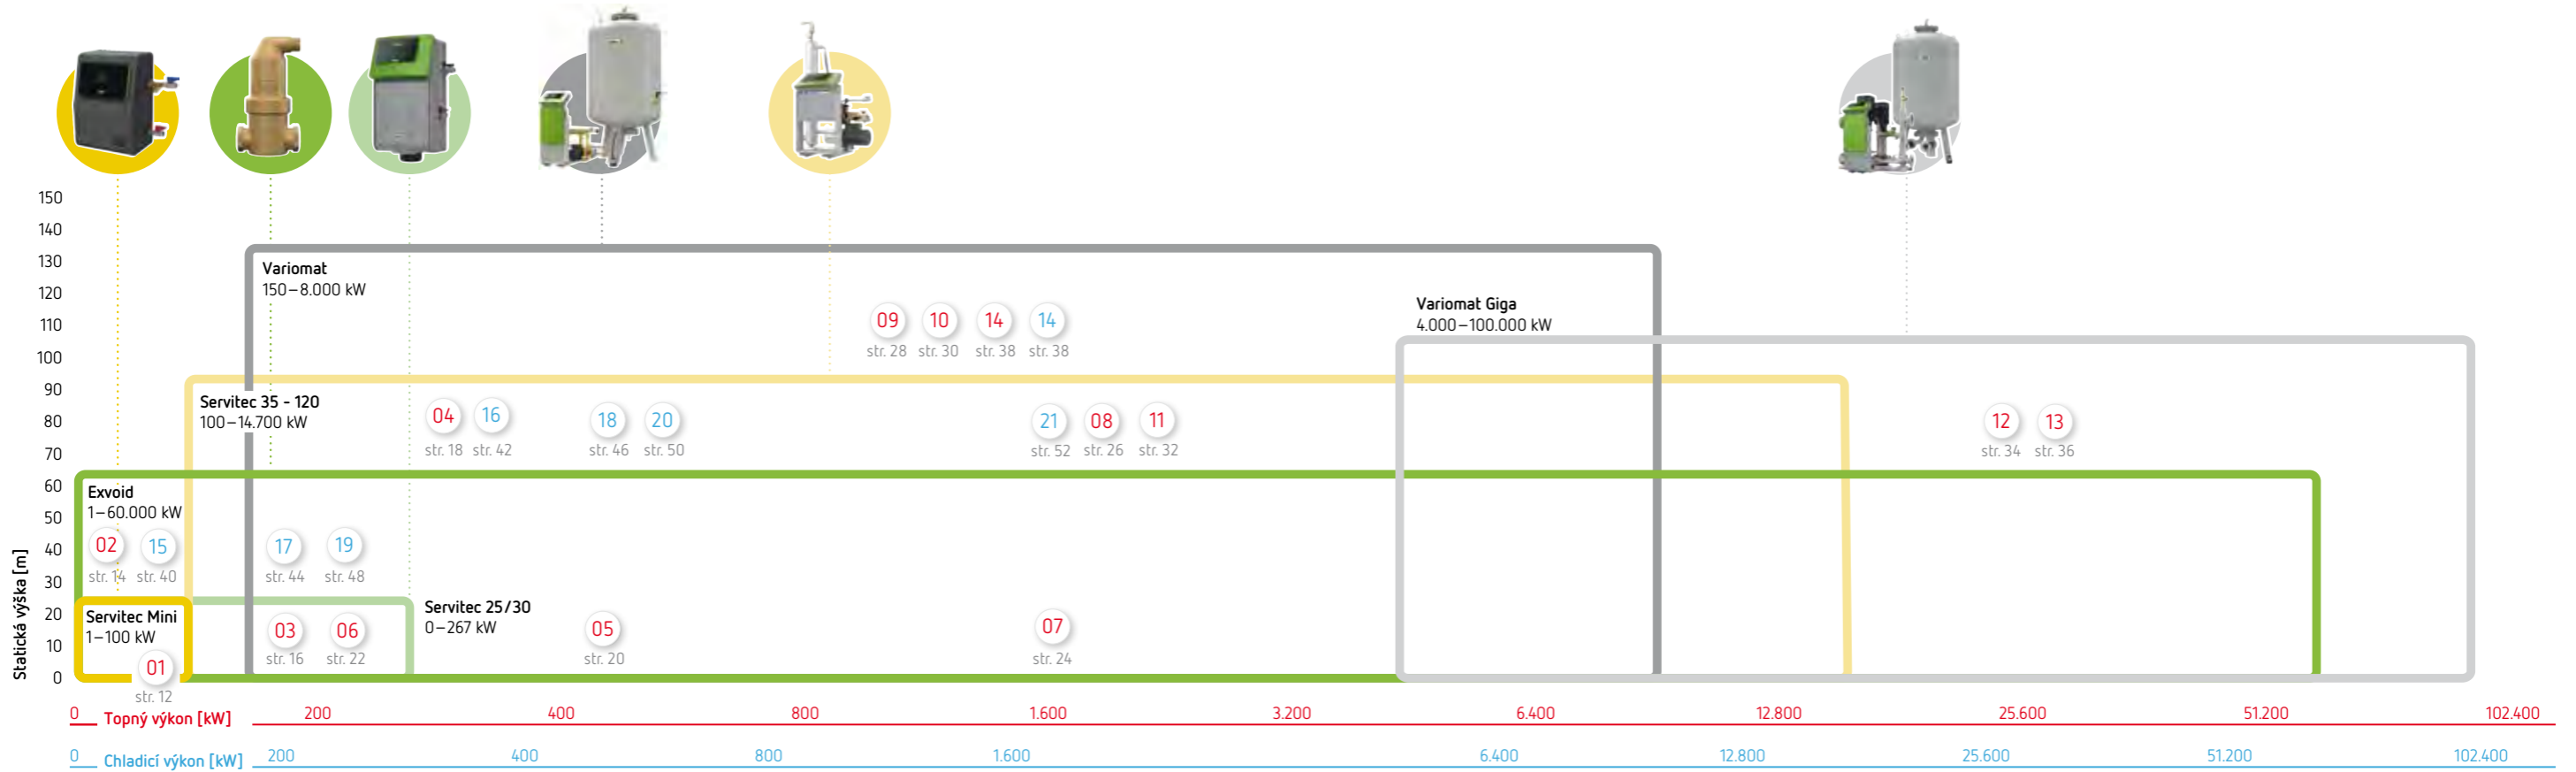 150
140
130
120
110
100
90
80
70
60
50
40
30
20
10
0
Statická výška [m]
Variomat
150–8.000 kW
Variomat Giga
4.000–100.000 kW
09 10 14 14
str. 28 str. 30 str. 38 str. 38
Servitec 35 - 120
100–14.700 kW
04 16 18 20 21 08 11 12 13
str. 18 str. 42 str. 46 str. 50 str. 52 str. 26 str. 32 str. 34 str. 36
Exvoid
1–60.000 kW
02 15 17 19
str. 14 str. 40 str. 44 str. 48
Servitec Mini
1–100 kW
Servitec 25/30
0–267 kW
01 03 06 05 07
str. 12 str. 16 str. 22 str. 20 str. 24
0 Topný výkon [kW] 200 400 800 1.600 3.200 6.400 12.800 25.600 51.200 102.400
0 Chladicí výkon [kW] 200 400 800 1.600 6.400 12.800 25.600 51.200 102.400